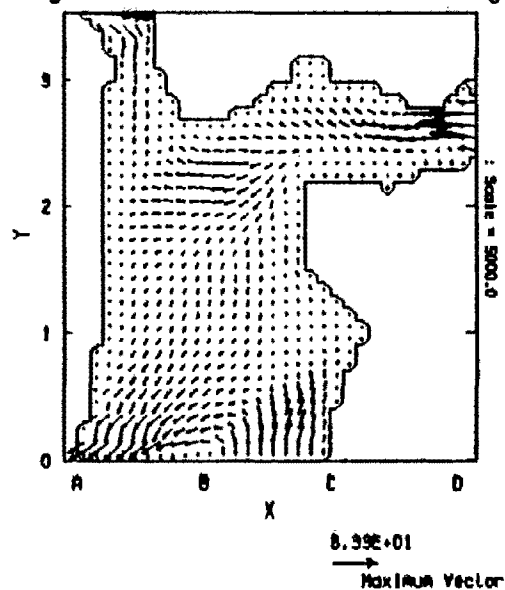 3
2
Y
1
0
A B C D
X
: Scale = 5000.0
8.39E+01
Maximum Vector